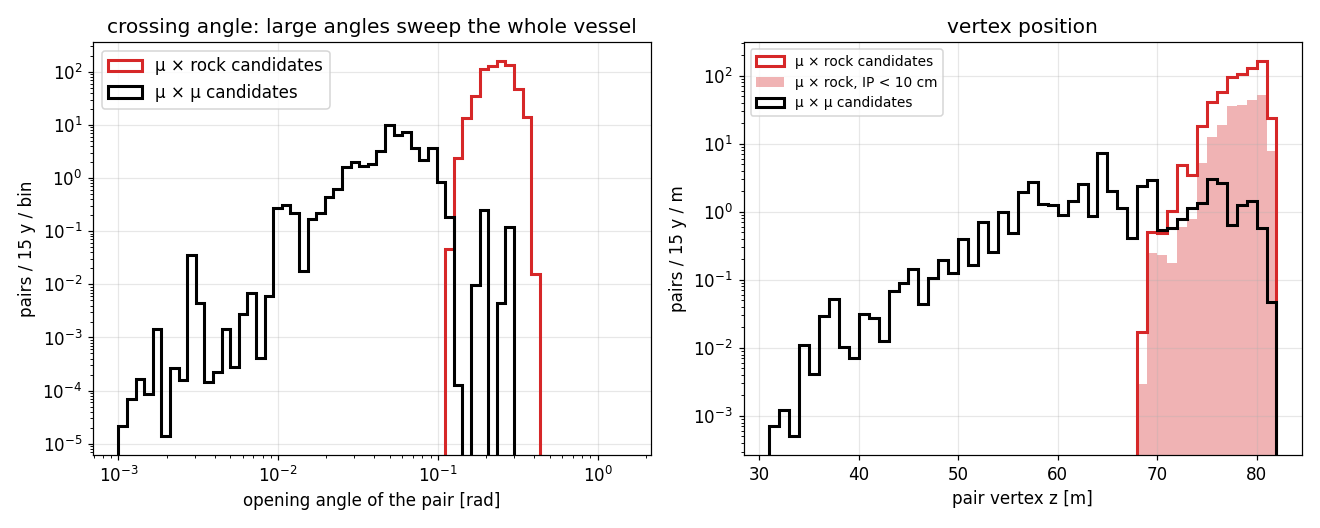 crossing angle: large angles sweep the whole vessel
μ × rock candidates
μ × μ candidates
pairs / 15 y / bin
10²
10¹
10⁰
10⁻¹
10⁻²
10⁻³
10⁻⁴
10⁻⁵
10⁻³
10⁻²
10⁻¹
10⁰
opening angle of the pair [rad]
vertex position
μ × rock candidates
μ × rock, IP < 10 cm
μ × μ candidates
pairs / 15 y / m
10²
10¹
10⁰
10⁻¹
10⁻²
10⁻³
30
40
50
60
70
80
pair vertex z [m]